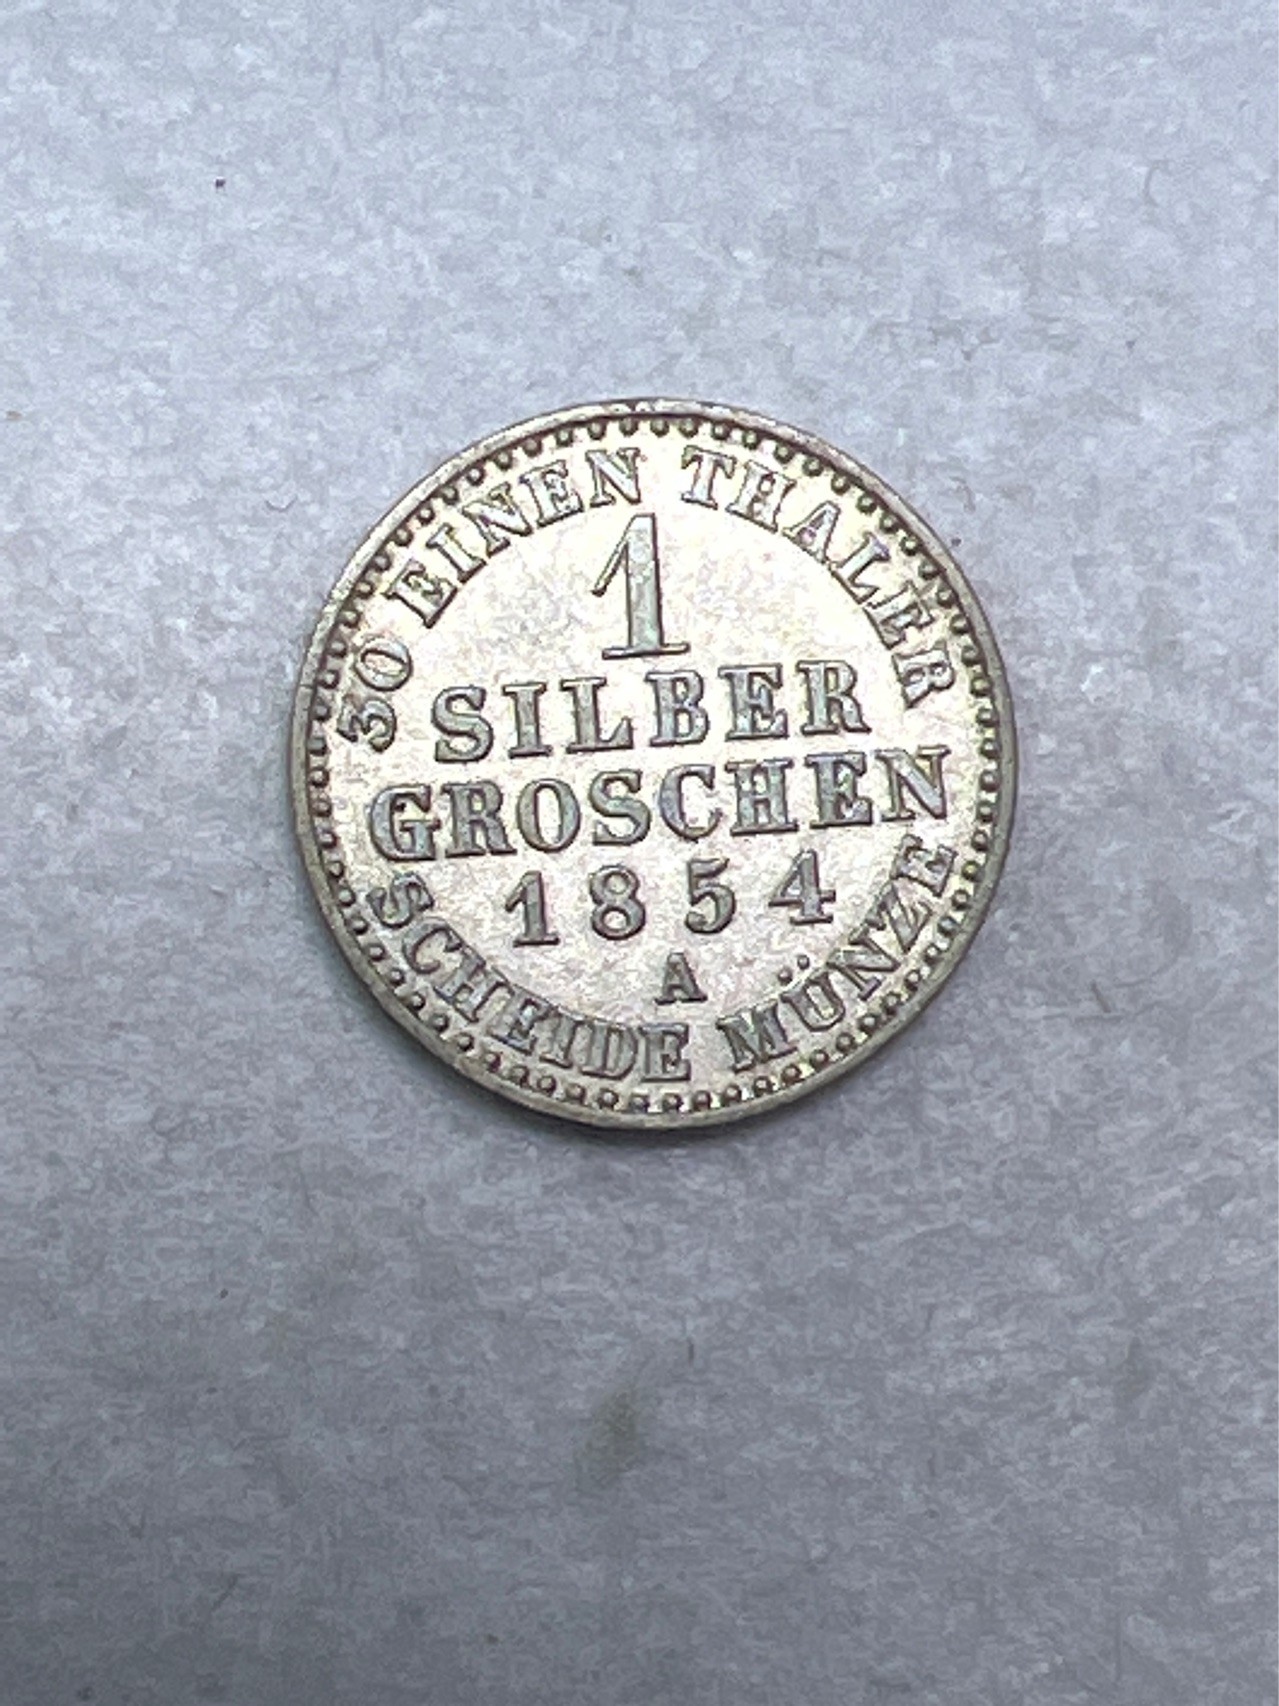 30 EINEN THALER
1
SILBER
GROSCHEN
1854
A
SCHEIDE MÜNZE